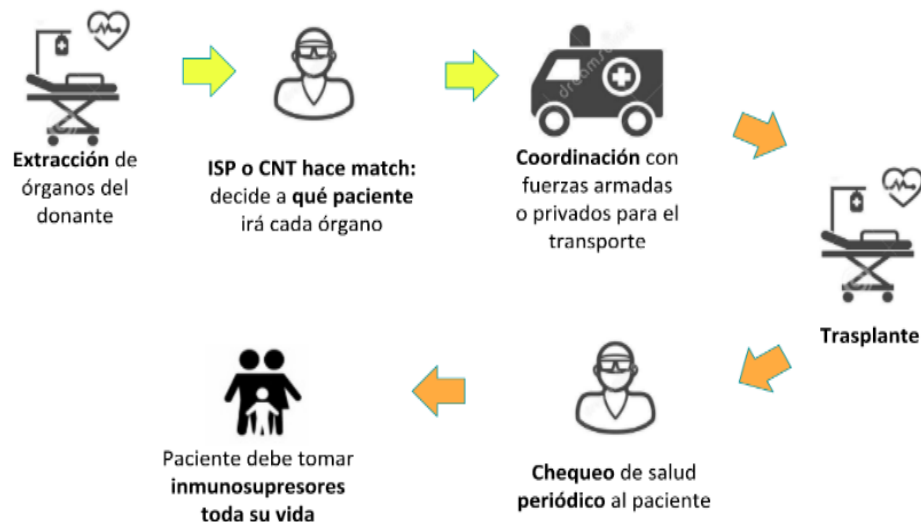 Extracción de
órganos del
donante
ISP o CNT hace match:
decide a qué paciente
irá cada órgano
Coordinación con
fuerzas armadas
o privados para el
transporte
Trasplante
Chequeo de salud
periódico al paciente
Paciente debe tomar
inmunosupresores
toda su vida